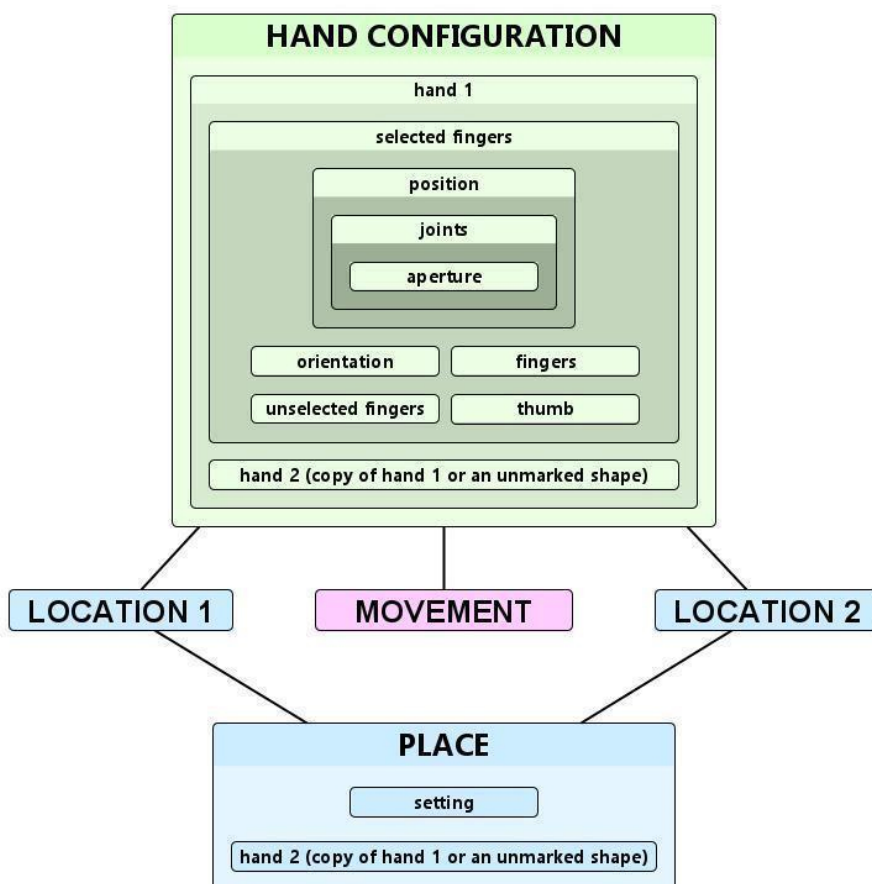 HAND CONFIGURATION
hand 1
selected fingers
position
joints
aperture
orientation
fingers
unselected fingers
thumb
hand 2 (copy of hand 1 or an unmarked shape)
LOCATION 1
MOVEMENT
LOCATION 2
PLACE
setting
hand 2 (copy of hand 1 or an unmarked shape)